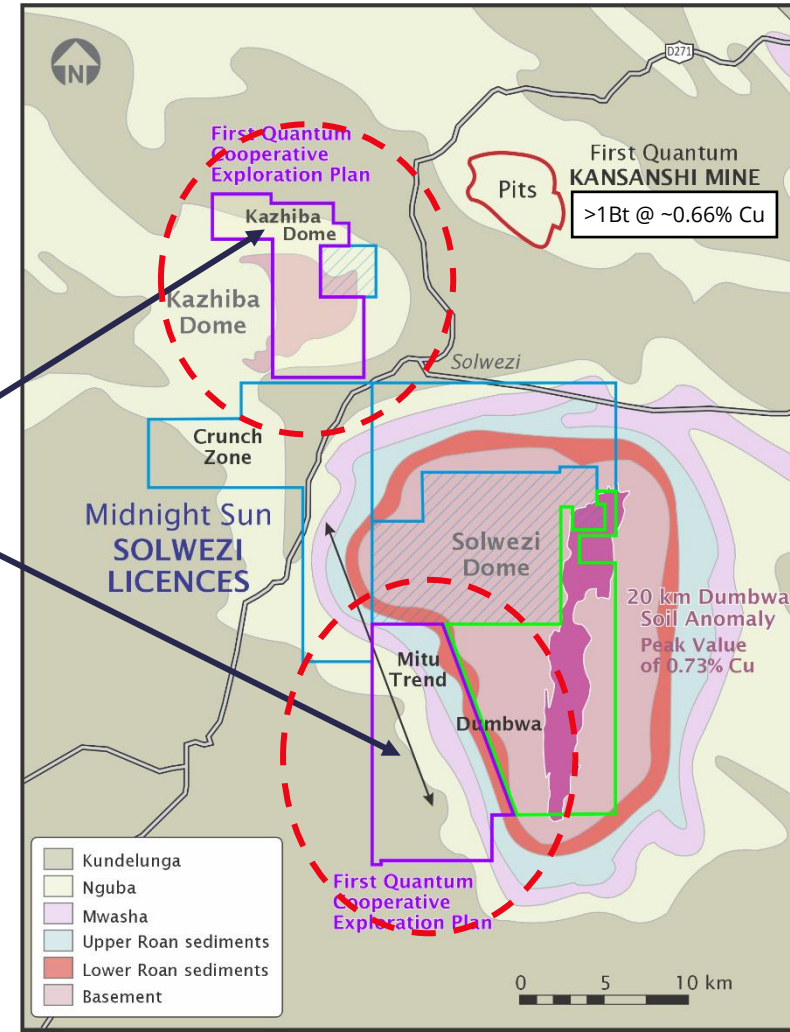 N
D271
First Quantum
Cooperative
Exploration Plan
First Quantum
KANSANSHI MINE
>1Bt @ ~0.66% Cu
Pits
Kazhiba
Dome
Kazhiba
Dome
Solwezi
Crunch
Zone
Midnight Sun
SOLWEZI
LICENCES
Solwezi
Dome
20 km Dumbwa
Soil Anomaly
Peak Value
of 0.73% Cu
Mitu
Trend
Dumbwa
First Quantum
Cooperative
Exploration Plan
Kundelunga
Nguba
Mwasha
Upper Roan sediments
Lower Roan sediments
Basement
0 5 10 km